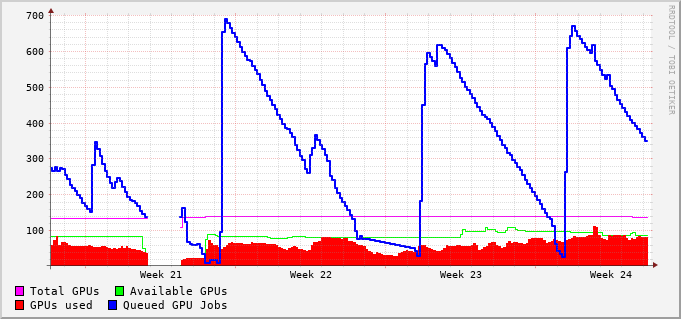 700
600
500
400
300
200
100
Week 21 Week 22 Week 23 Week 24
Total GPUs Available GPUs
GPUs used Queued GPU Jobs
RRDTOOL / TOBI OETIKER